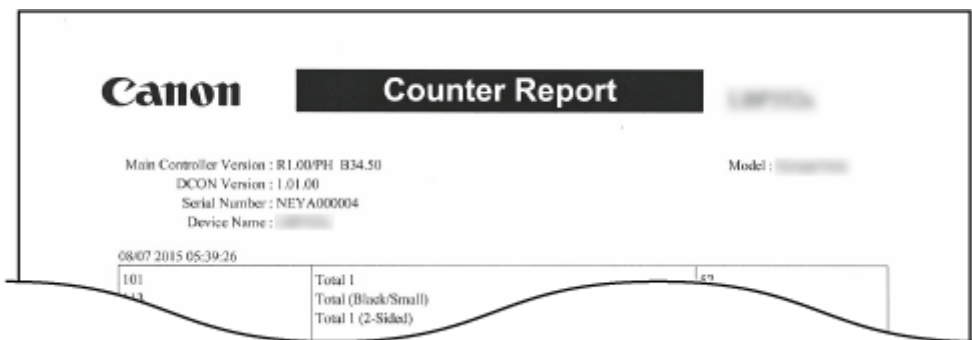 Canon
Counter Report
Main Controller Version : R1.00/PH B34.50
Model :
DCON Version : 1.01.00
Serial Number : NEYA000004
Device Name :
08/07 2015 05:39:26
101 Total 1
Total (Black/Small)
Total 1 (2-Sided)